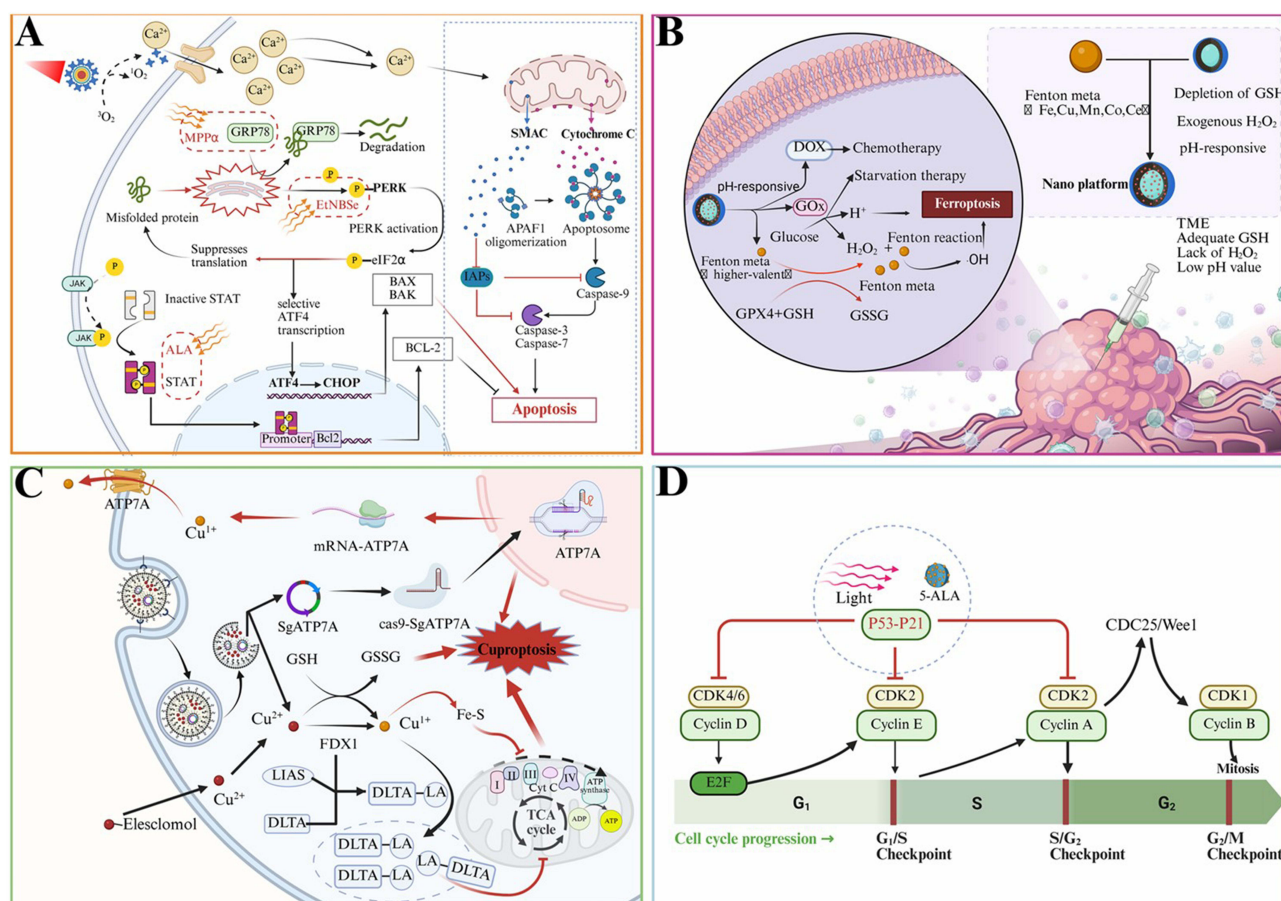 A
Ca²⁺
Ca²⁺
Ca²⁺
Ca²⁺
Ca²⁺
Ca²⁺
Ca²⁺
Ca²⁺
¹O₂
³O₂
MPPα
GRP78
GRP78
Degradation
SMAC
Cytochrome C
Misfolded protein
P
P
PERK
EtNBSe
PERK activation
APAF1
oligomerization
Apoptosome
Suppresses
translation
P
eIF2α
IAPs
Caspase-9
JAK
P
Inactive STAT
selective
ATF4
transcription
BAX
BAK
JAK
P
Caspase-3
Caspase-7
ALA
STAT
P
P
BCL-2
ATF4
CHOP
Apoptosis
Promoter
Bcl2
B
Fenton meta
Fe,Cu,Mn,Co,Ce
Depletion of GSH
Exogenous H₂O₂
pH-responsive
Nano platform
TME
Adequate GSH
Lack of H₂O₂
Low pH value
DOX
Chemotherapy
pH-responsive
Starvation therapy
GOx
H⁺
Ferroptosis
Glucose
H₂O₂
+
Fenton reaction
Fenton meta
higher-valent
·OH
Fenton meta
GPX4+GSH
GSSG
C
ATP7A
Cu¹⁺
mRNA-ATP7A
ATP7A
SgATP7A
cas9-SgATP7A
GSH
GSSG
Cuproptosis
Cu²⁺
Cu¹⁺
Fe-S
FDX1
LIAS
Cu²⁺
DLTA
LA
I
II
III
IV
Cyt C
ATP
synthase
TCA
cycle
ADP
ATP
Elesclomol
DLTA
DLTA
LA
LA
DLTA
DLTA
LA
D
Light
5-ALA
P53-P21
CDC25/Wee1
CDK4/6
CDK2
CDK2
CDK1
Cyclin D
Cyclin E
Cyclin A
Cyclin B
E2F
Mitosis
G₁
S
G₂
Cell cycle progression →
G₁/S
Checkpoint
S/G₂
Checkpoint
G₂/M
Checkpoint